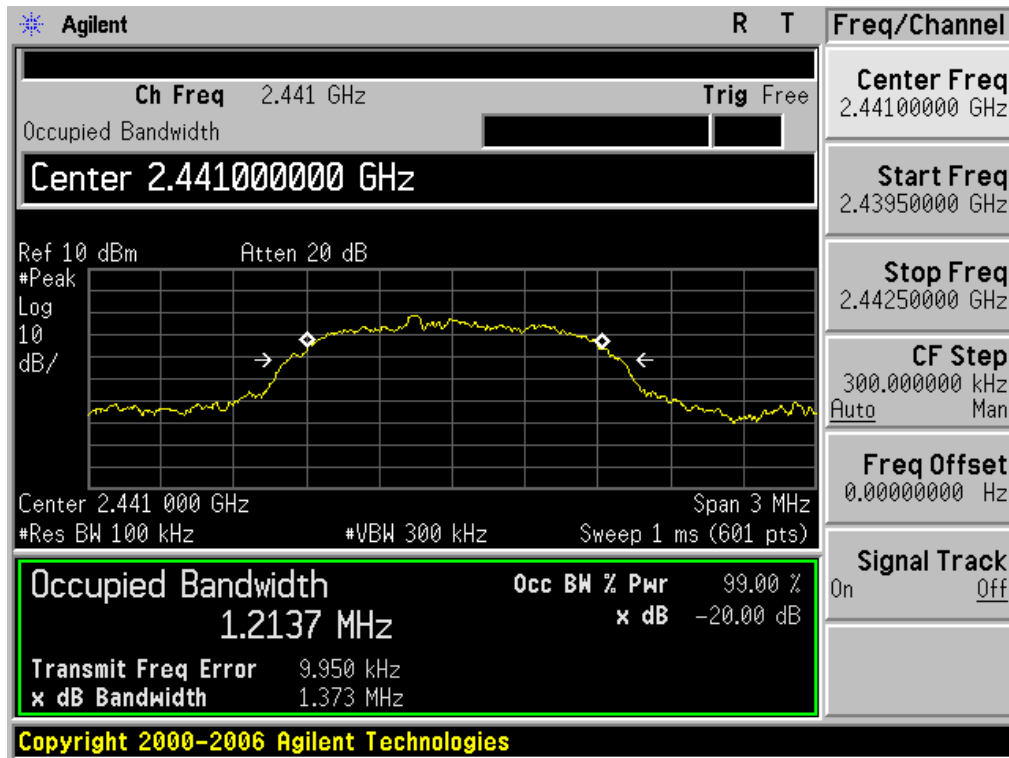 Agilent R T
Freq/Channel
Ch Freq 2.441 GHz Trig Free
Occupied Bandwidth
Center 2.441000000 GHz
Ref 10 dBm Atten 20 dB
#Peak
Log
10
dB/
Center 2.441 000 GHz Span 3 MHz
#Res BW 100 kHz #VBW 300 kHz Sweep 1 ms (601 pts)
Occupied Bandwidth
1.2137 MHz
Occ BW % Pwr 99.00 %
x dB -20.00 dB
Transmit Freq Error 9.950 kHz
x dB Bandwidth 1.373 MHz
Copyright 2000-2006 Agilent Technologies
Center Freq
2.44100000 GHz
Start Freq
2.43950000 GHz
Stop Freq
2.44250000 GHz
CF Step
300.000000 kHz
Auto Man
Freq Offset
0.00000000 Hz
Signal Track
On Off